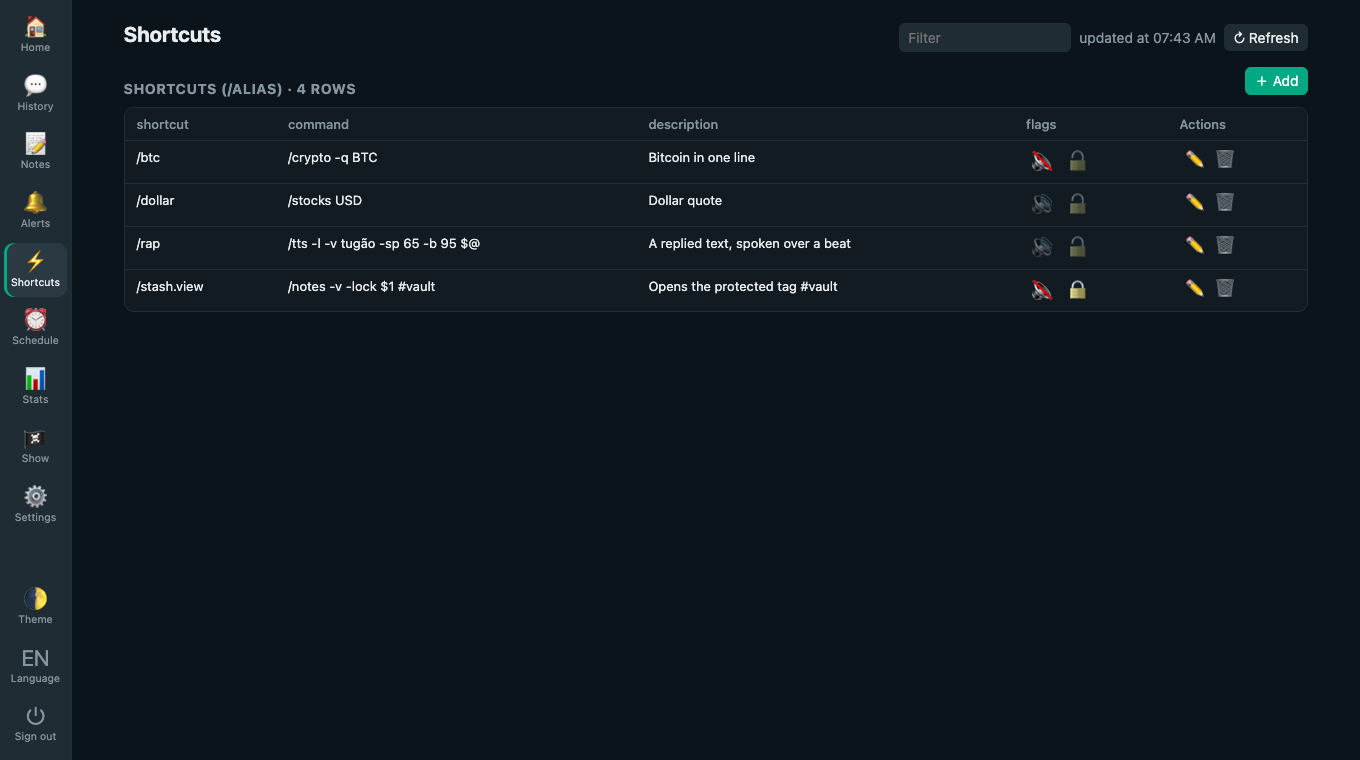 Home
History
Notes
Alerts
Shortcuts
Schedule
Stats
Show
Settings
Theme
EN
Language
Sign out
Shortcuts
Filter
updated at 07:43 AM
Refresh
SHORTCUTS (/ALIAS) · 4 ROWS
+ Add
shortcut command description flags Actions
/btc /crypto -q BTC Bitcoin in one line
/dollar /stocks USD Dollar quote
/rap /tts -l -v tugão -sp 65 -b 95 $@ A replied text, spoken over a beat
/stash.view /notes -v -lock $1 #vault Opens the protected tag #vault